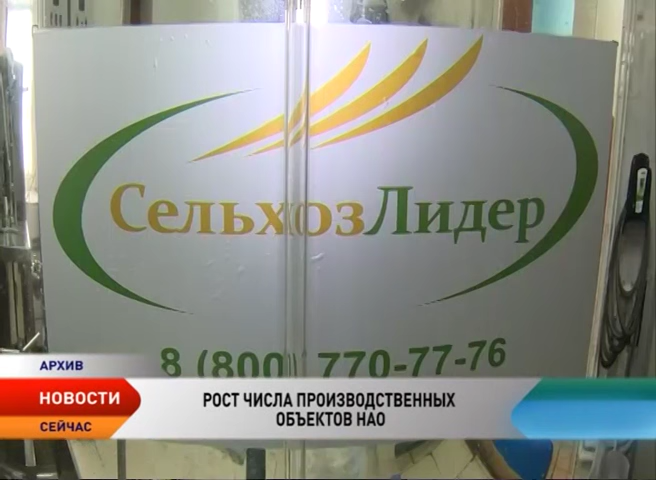 СельхозЛидер
8 (800) 770-77-76
АРХИВ
НОВОСТИ
СЕЙЧАС
РОСТ ЧИСЛА ПРОИЗВОДСТВЕННЫХ
ОБЪЕКТОВ НАО